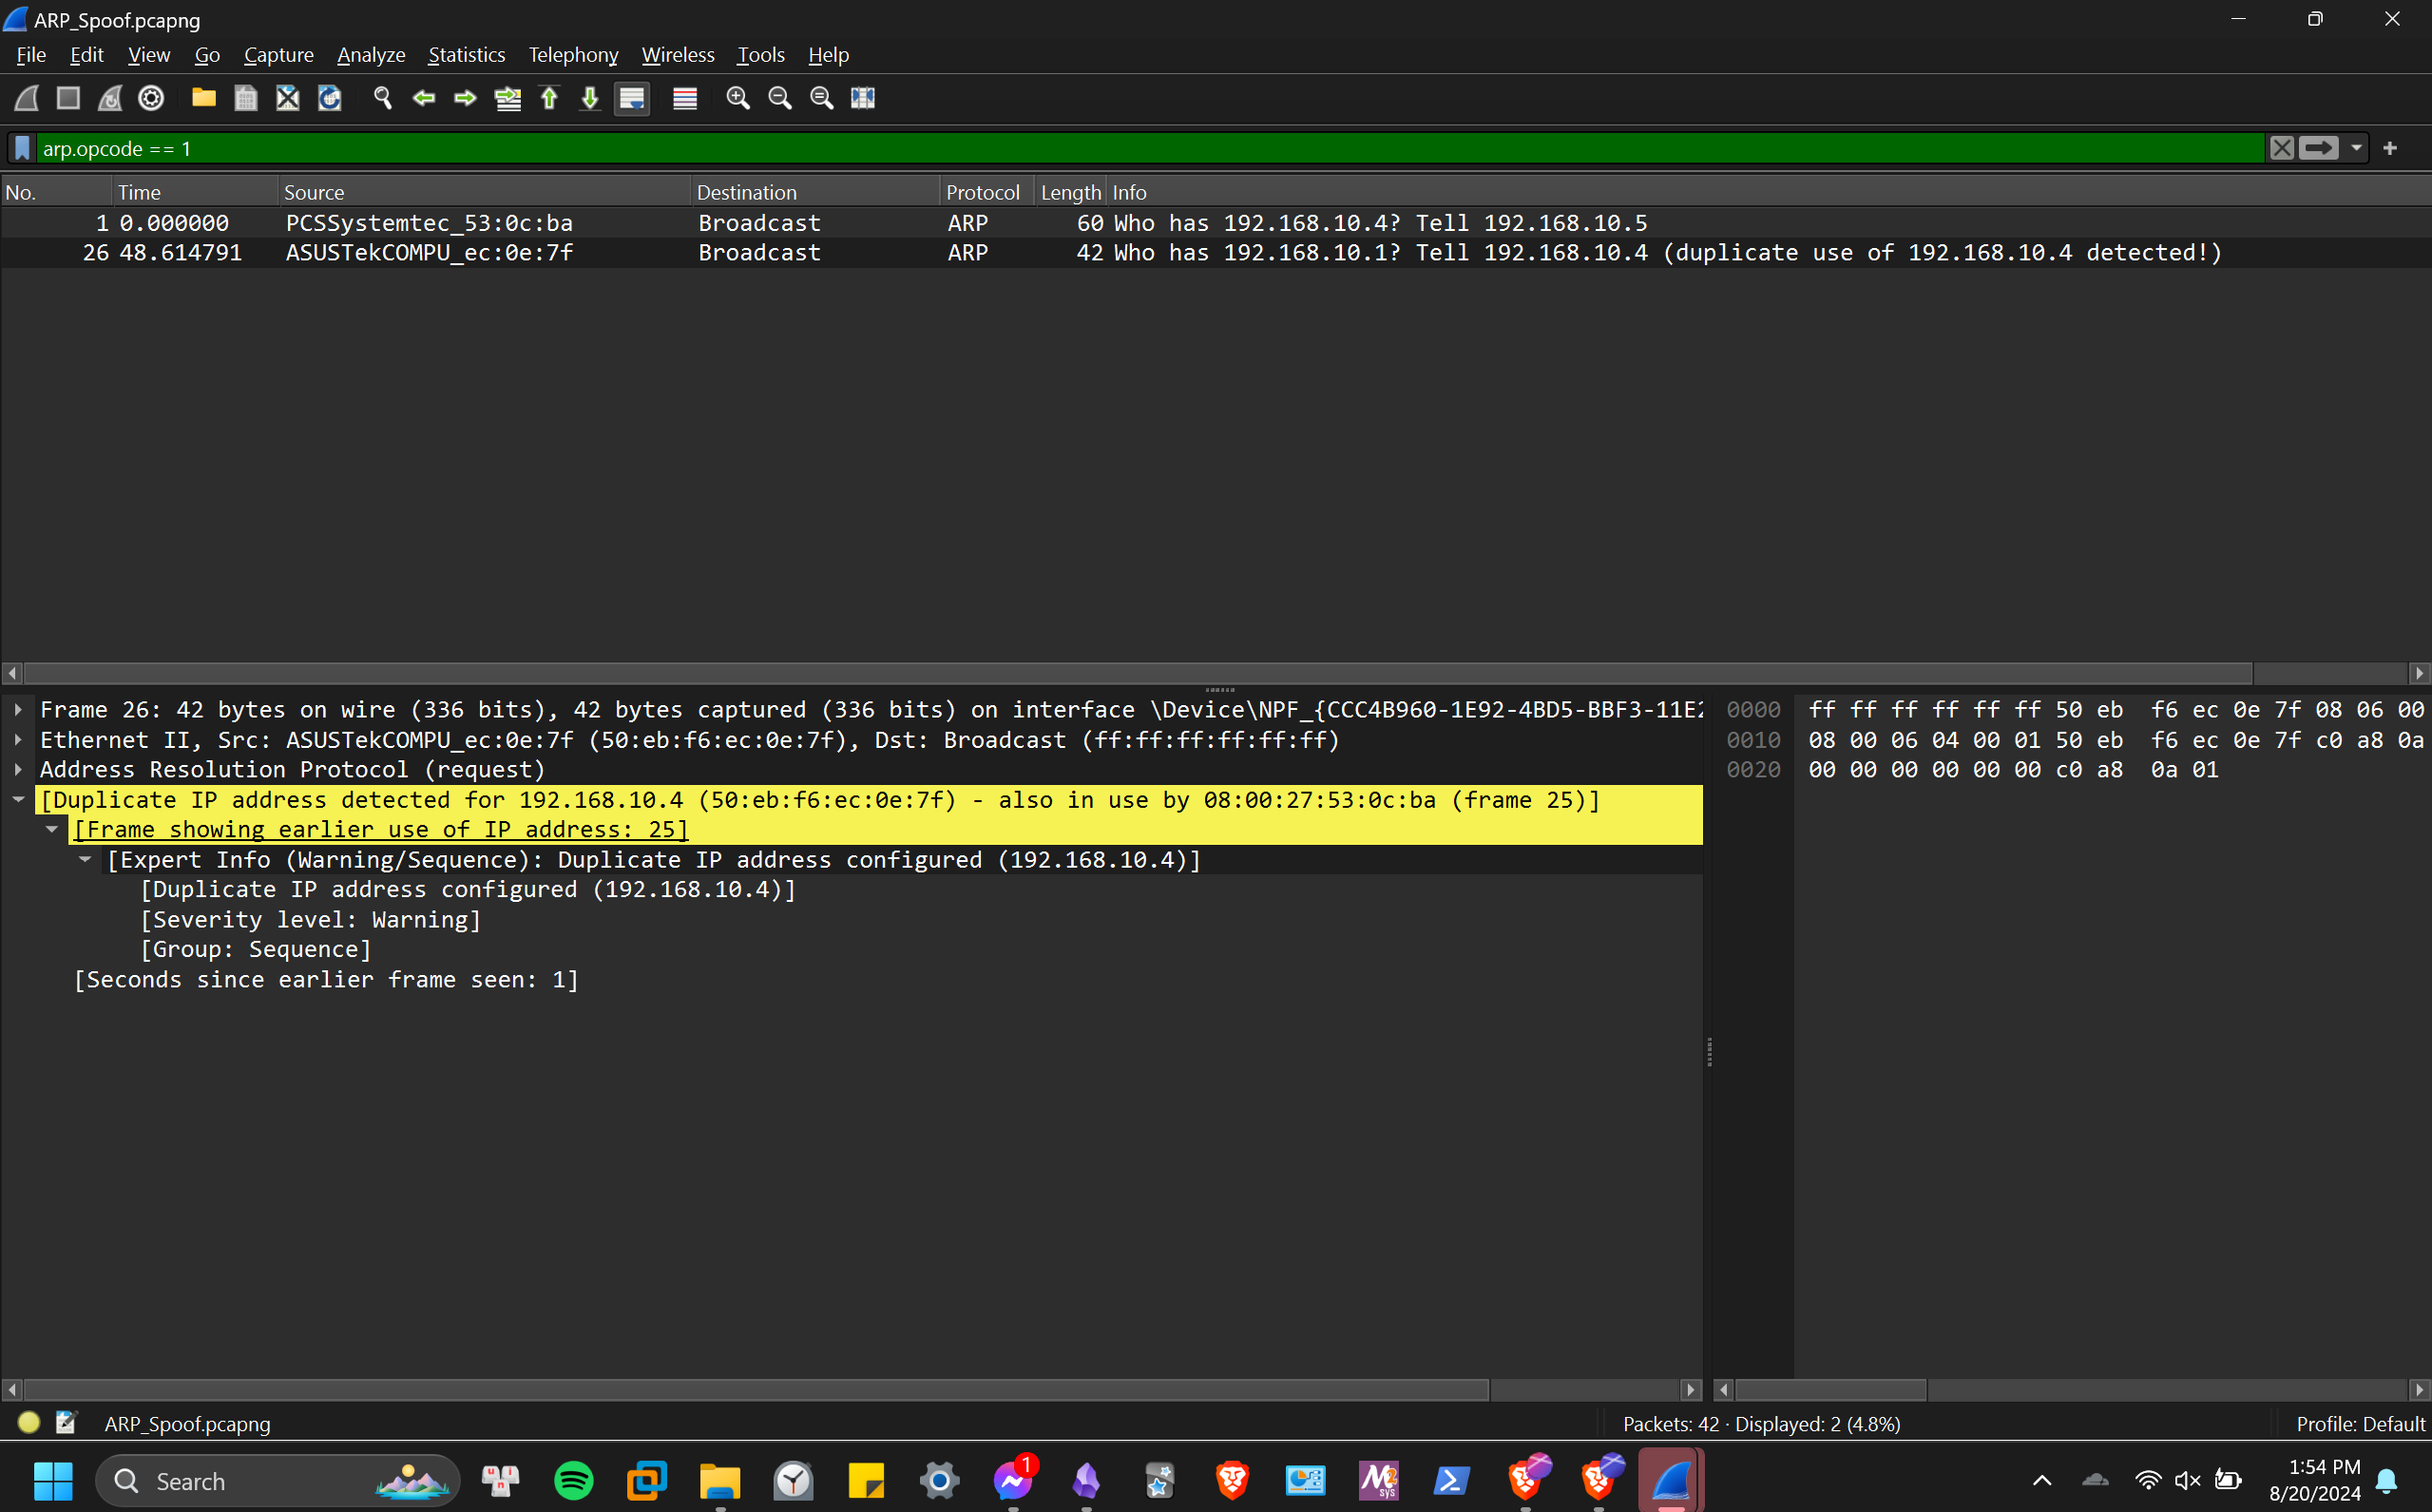 ARP_Spoof.pcapng
File Edit View Go Capture Analyze Statistics Telephony Wireless Tools Help
arp.opcode == 1
No. Time Source Destination Protocol Length Info
1 0.000000 PCSSystemtec_53:0c:ba Broadcast ARP 60 Who has 192.168.10.4? Tell 192.168.10.5
26 48.614791 ASUSTekCOMPU_ec:0e:7f Broadcast ARP 42 Who has 192.168.10.1? Tell 192.168.10.4 (duplicate use of 192.168.10.4 detected!)
Frame 26: 42 bytes on wire (336 bits), 42 bytes captured (336 bits) on interface \Device\NPF_{CCC4B960-1E92-4BD5-BBF3-11E2
Ethernet II, Src: ASUSTekCOMPU_ec:0e:7f (50:eb:f6:ec:0e:7f), Dst: Broadcast (ff:ff:ff:ff:ff:ff)
Address Resolution Protocol (request)
[Duplicate IP address detected for 192.168.10.4 (50:eb:f6:ec:0e:7f) - also in use by 08:00:27:53:0c:ba (frame 25)]
[Frame showing earlier use of IP address: 25]
[Expert Info (Warning/Sequence): Duplicate IP address configured (192.168.10.4)]
[Duplicate IP address configured (192.168.10.4)]
[Severity level: Warning]
[Group: Sequence]
[Seconds since earlier frame seen: 1]
0000 ff ff ff ff ff ff 50 eb f6 ec 0e 7f 08 06 00
0010 08 00 06 04 00 01 50 eb f6 ec 0e 7f c0 a8 0a
0020 00 00 00 00 00 00 c0 a8 0a 01
ARP_Spoof.pcapng
Packets: 42 · Displayed: 2 (4.8%)
Profile: Default
Search
1
M2
sys
1:54 PM
8/20/2024